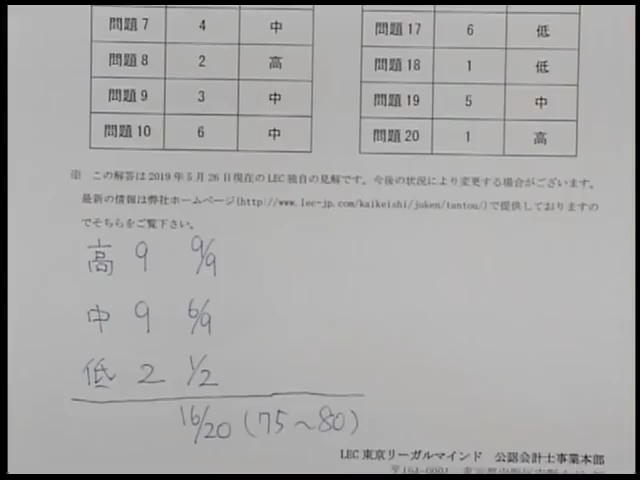 問題7 4 中
問題8 2 高
問題9 3 中
問題10 6 中
問題17 6 低
問題18 1 低
問題19 5 中
問題20 1 高
※ この解答は2019年5月26日現在のLEC独自の見解です。今後の状況により変更する場合がございます。
最新の情報は弊社ホームページ(http://www.lec-jp.com/kaikeishi/juken/tantou/)で提供しておりますの
でそちらをご覧下さい。
高 9 9/9
中 9 6/9
低 2 1/2
16/20 (75〜80)
LEC東京リーガルマインド 公認会計士事業本部
〒164-0001